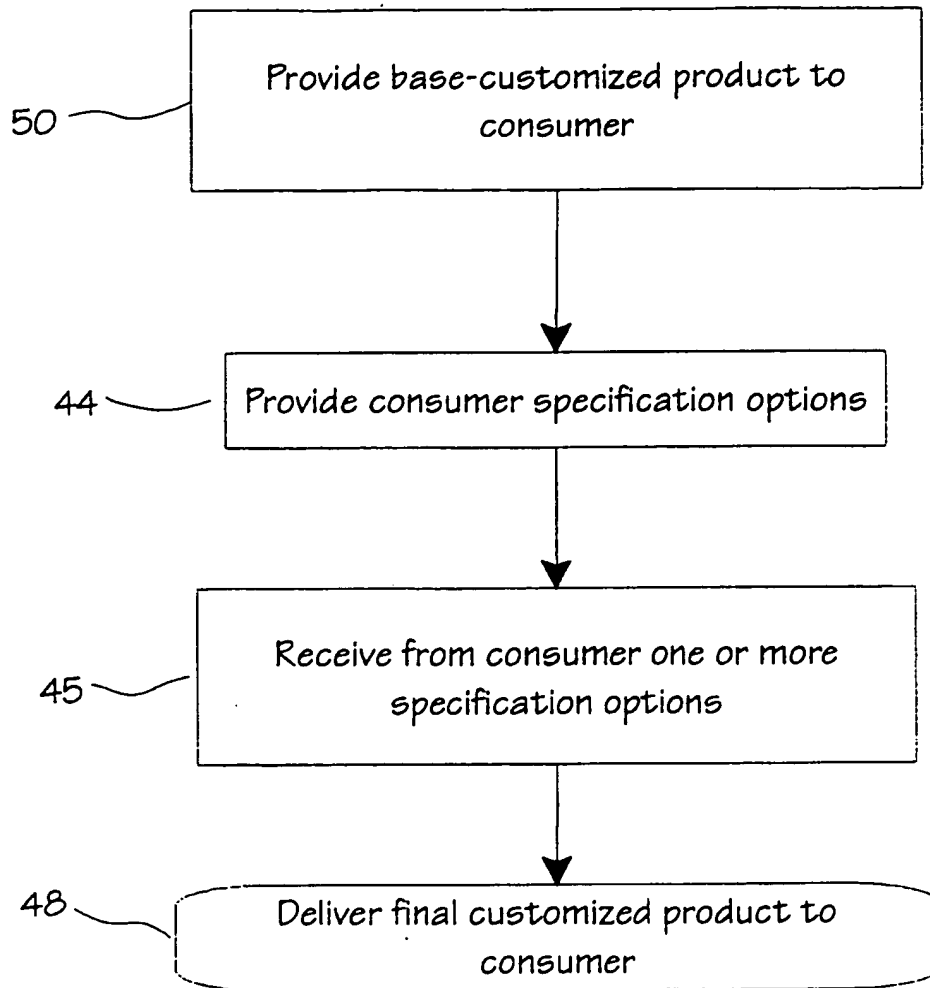 Provide base-customized product to
consumer
50
Provide consumer specification options
44
Receive from consumer one or more
specification options
45
Deliver final customized product to
consumer
48